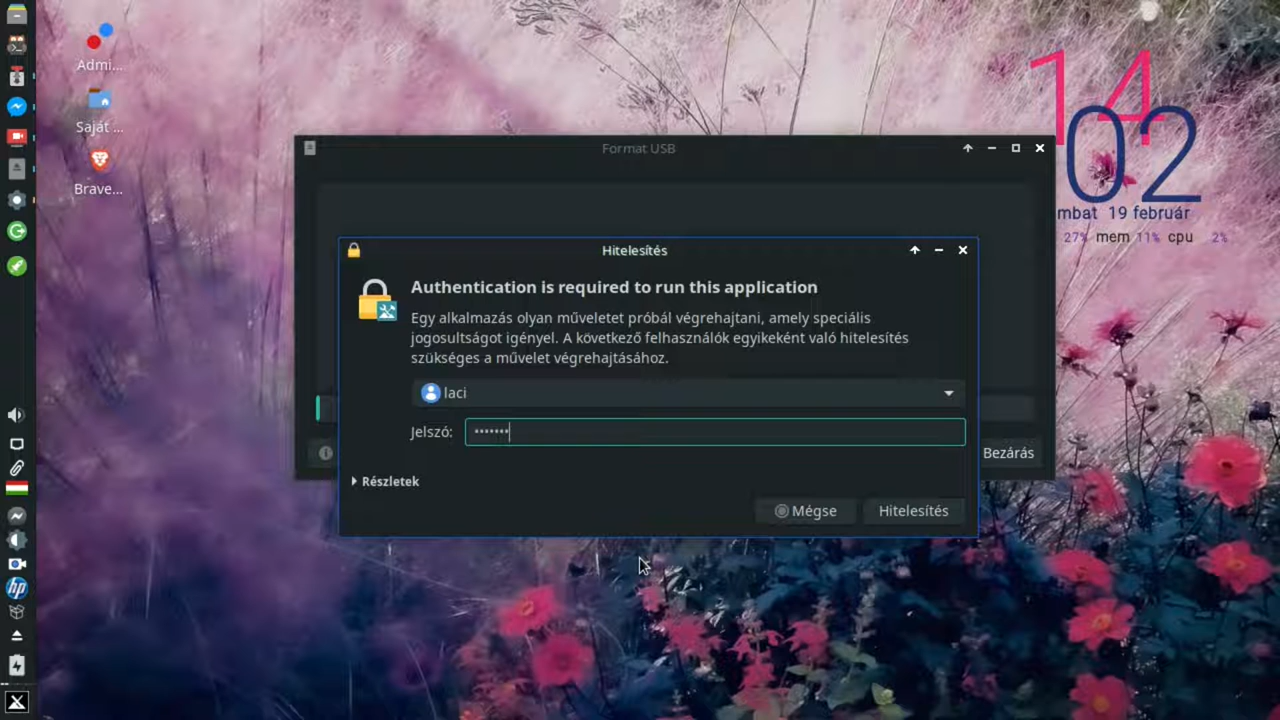 Admi...
Saját ...
Brave...
Format USB
14
02
mbat 19 február
27% mem 11% cpu 2%
Hitelesítés
Authentication is required to run this application
Egy alkalmazás olyan műveletet próbál végrehajtani, amely speciális
jogosultságot igényel. A következő felhasználók egyikeként való hitelesítés
szükséges a művelet végrehajtásához.
laci
Jelszó: •••••••
Részletek
Mégse
Hitelesítés
Bezárás
hp